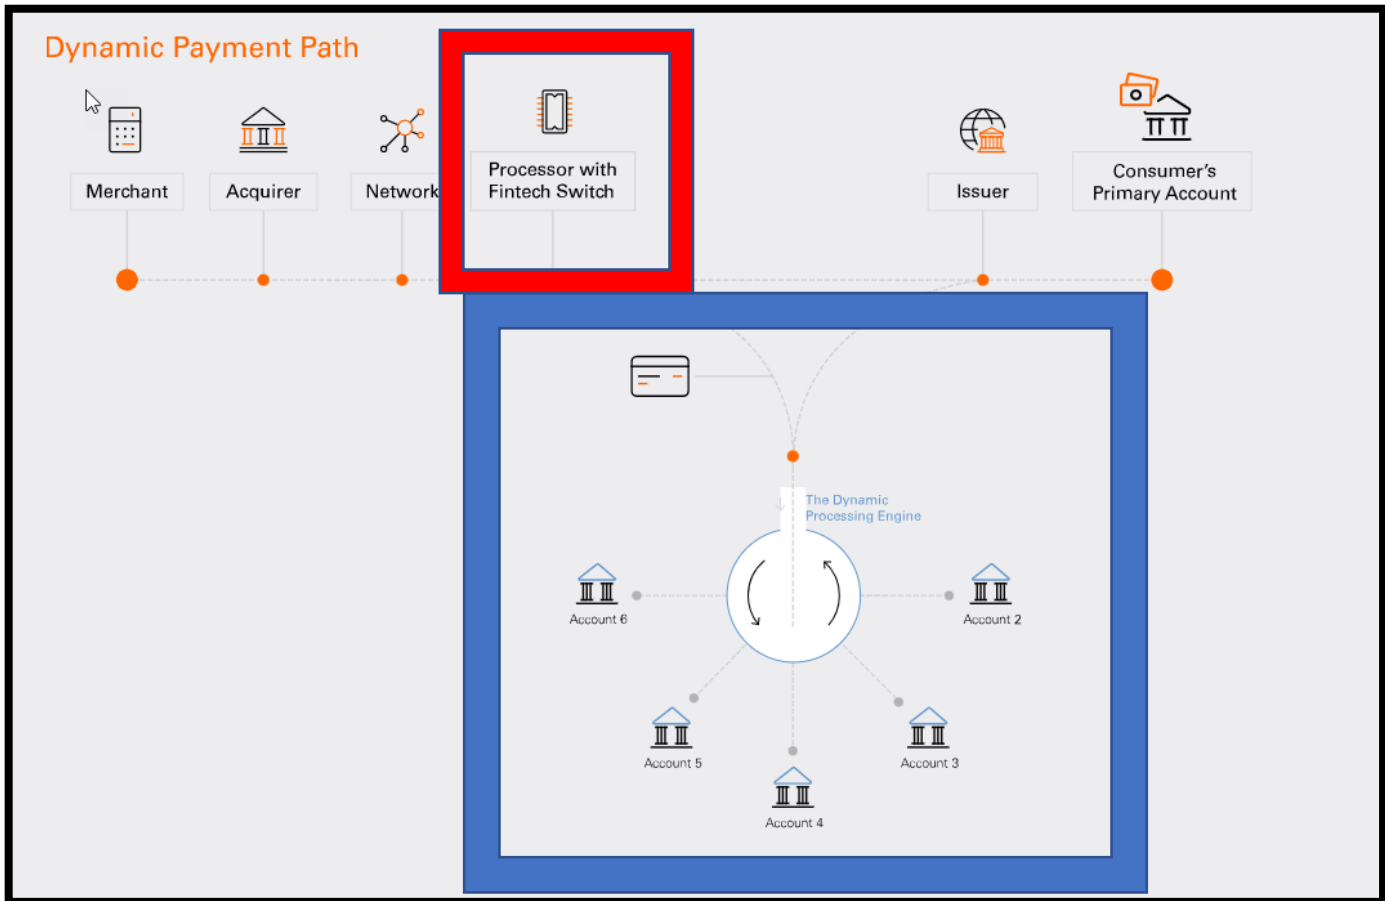 Dynamic Payment Path
Merchant
Acquirer
Network
Processor with
Fintech Switch
Issuer
Consumer's
Primary Account
The Dynamic
Processing Engine
Account 6
Account 2
Account 5
Account 3
Account 4